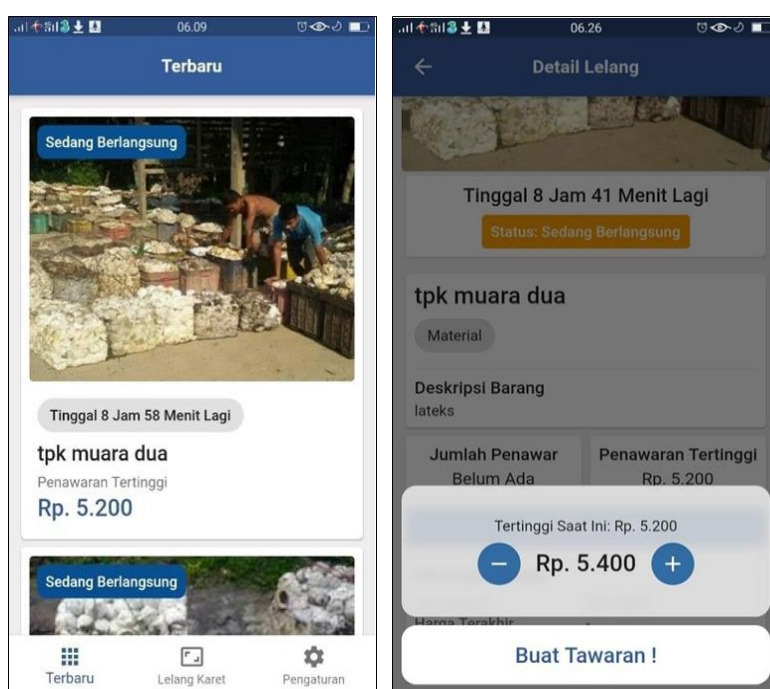 06.09
Terbaru
Sedang Berlangsung
Tinggal 8 Jam 58 Menit Lagi
tpk muara dua
Penawaran Tertinggi
Rp. 5.200
Sedang Berlangsung
Terbaru
Lelang Karet
Pengaturan
06.26
Detail Lelang
Tinggal 8 Jam 41 Menit Lagi
Status: Sedang Berlangsung
tpk muara dua
Material
Deskripsi Barang
lateks
Jumlah Penawar
Belum Ada
Penawaran Tertinggi
Rp. 5.200
Tertinggi Saat Ini: Rp. 5.200
− Rp. 5.400 +
Harga Terakhir
Buat Tawaran !